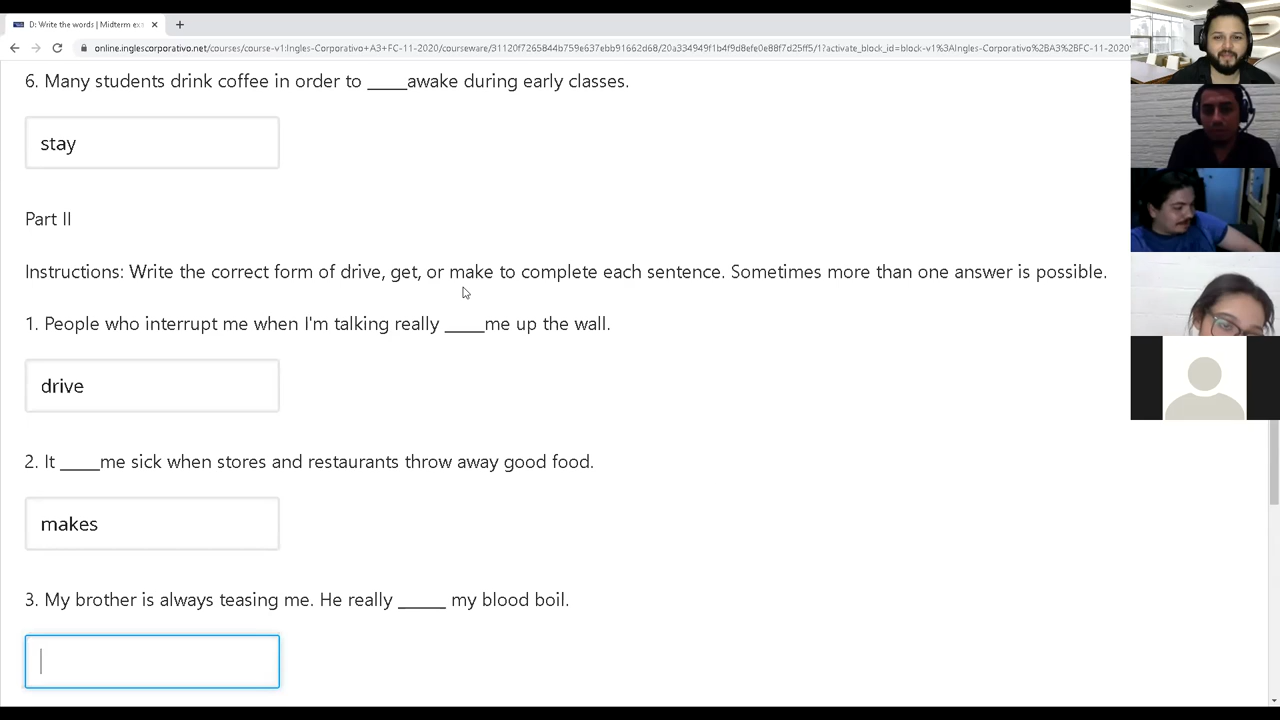 D: Write the words | Midterm exa
online.inglescorporativo.net/courses/course-v1:Ingles-Corporativo+A3+FC-11-2020/courseware/31120f7265844b759e637ebb91662d68/20a334949f1b4f9d8efe0e88f7d25ff5/1?activate_block_id=block-v1%3AIngles-Corporativo%2BA3%2BFC-11-2020%
6. Many students drink coffee in order to ____awake during early classes.
stay
Part II
Instructions: Write the correct form of drive, get, or make to complete each sentence. Sometimes more than one answer is possible.
1. People who interrupt me when I'm talking really ____me up the wall.
drive
2. It ____me sick when stores and restaurants throw away good food.
makes
3. My brother is always teasing me. He really _____ my blood boil.